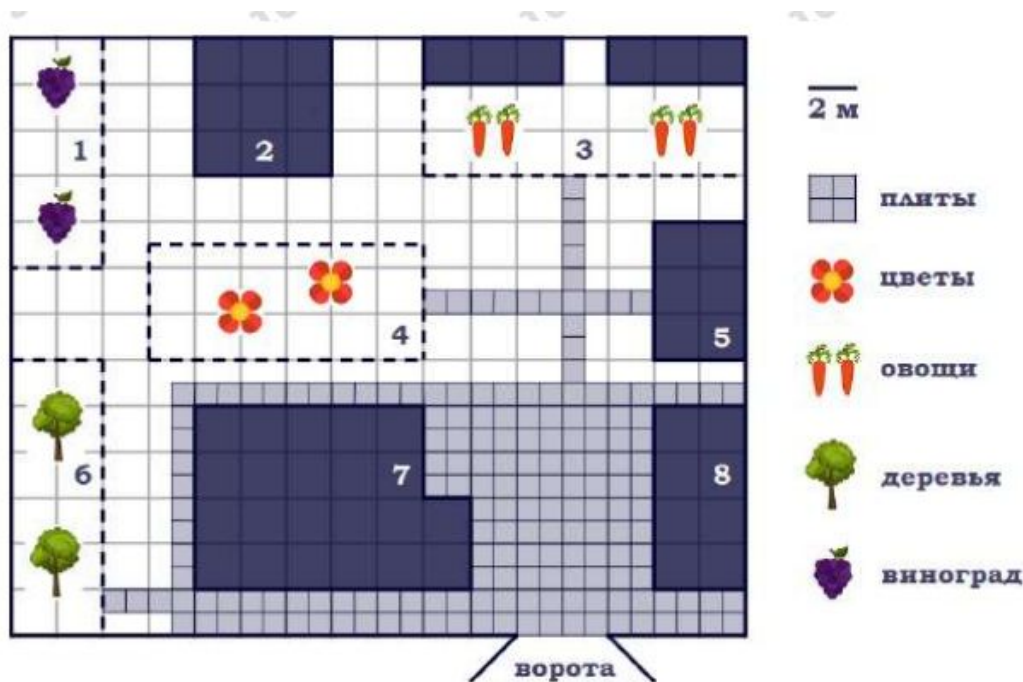 2 м
1
2
3
плиты
цветы
4
5
овощи
6
7
8
деревья
виноград
ворота